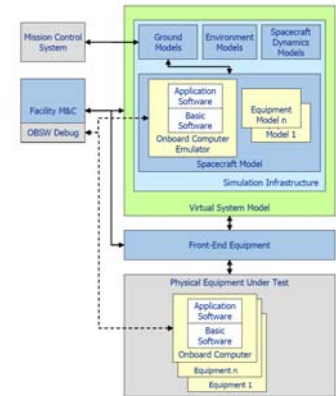 Mission Control
System
Ground
Models
Environment
Models
Spacecraft
Dynamics
Models
Facility M&C
OBSW Debug
Application
Software
Basic
Software
Onboard Computer
Emulator
Equipment
Model n
Model 1
Spacecraft Model
Simulation Infrastructure
Virtual System Model
Front-End Equipment
Physical Equipment Under Test
Application
Software
Basic
Software
Onboard Computer
Equipment n
Equipment 1